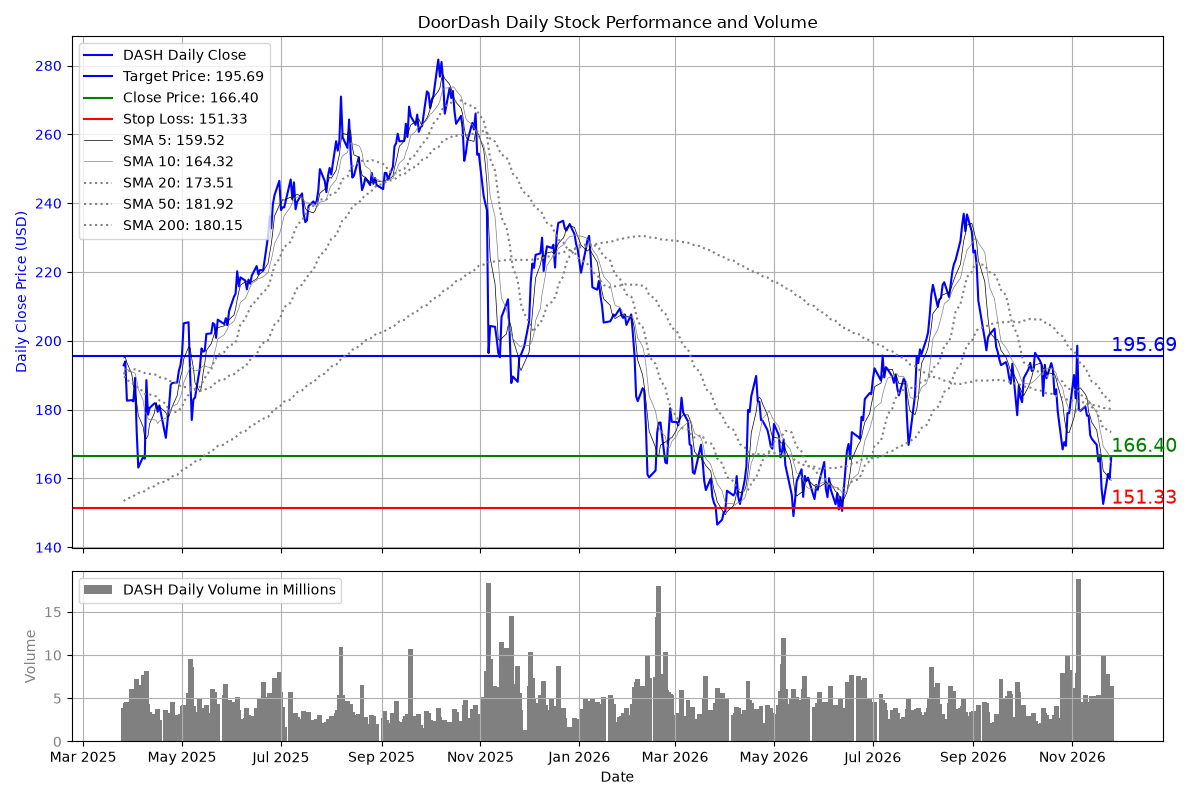 DoorDash Daily Stock Performance and Volume
DASH Daily Close
Target Price: 195.69
Close Price: 166.40
Stop Loss: 151.33
SMA 5: 159.52
SMA 10: 164.32
SMA 20: 173.51
SMA 50: 181.92
SMA 200: 180.15
Daily Close Price (USD)
280
260
240
220
200
180
160
140
195.69
166.40
151.33
DASH Daily Volume in Millions
Volume
15
10
5
0
Mar 2025 May 2025 Jul 2025 Sep 2025 Nov 2025 Jan 2026 Mar 2026 May 2026 Jul 2026 Sep 2026 Nov 2026
Date